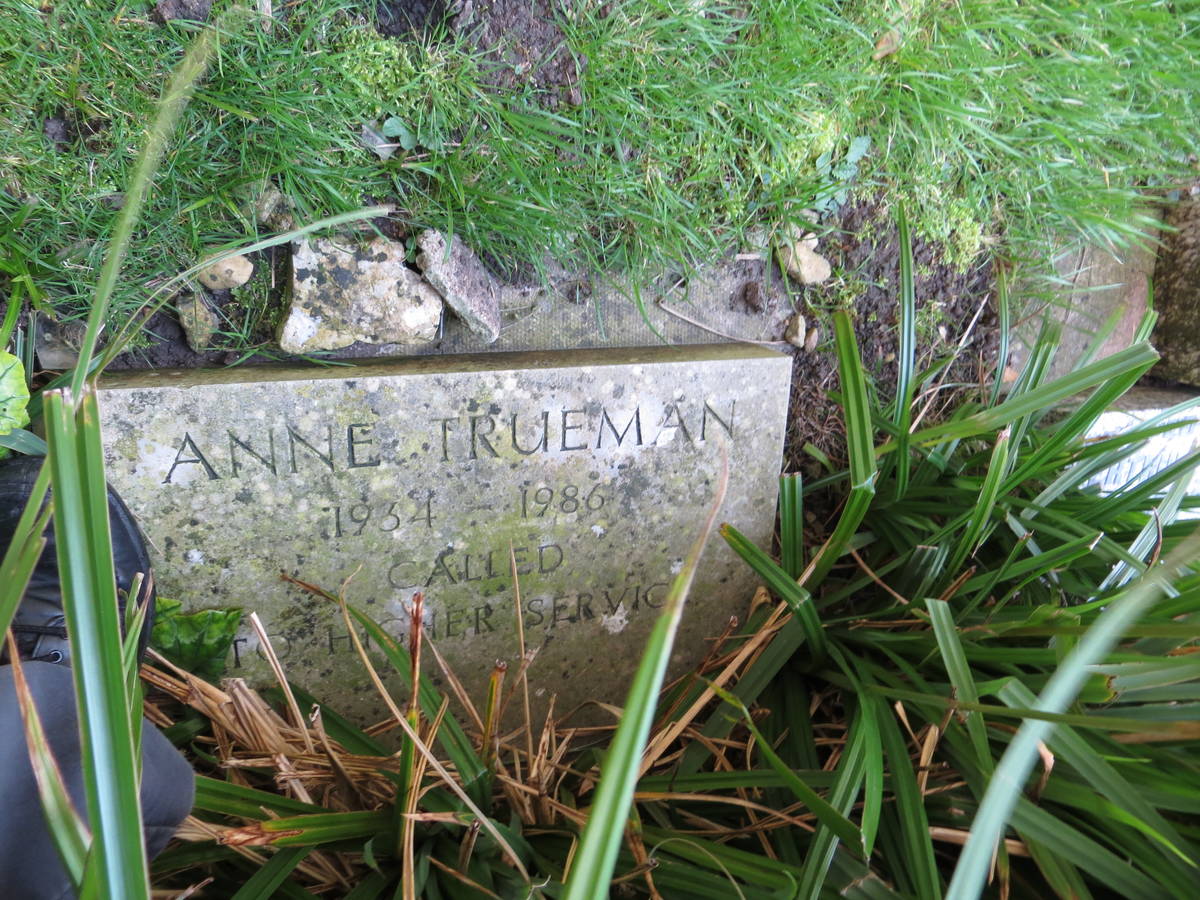 ANNE TRUEMAN
1934 - 1986
CALLED
TO HIGHER SERVICE